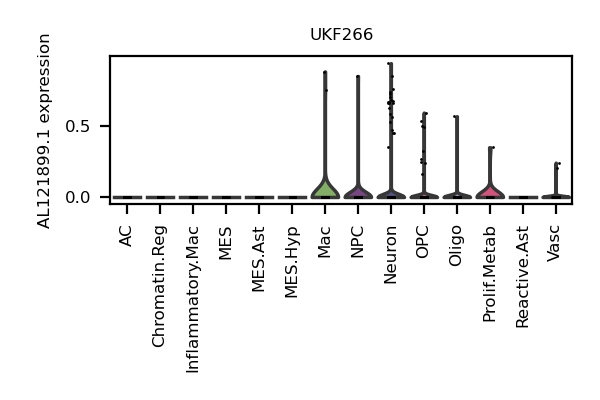 UKF266
AL121899.1 expression
0.5
0.0
AC
Chromatin.Reg
Inflammatory.Mac
MES
MES.Ast
MES.Hyp
Mac
NPC
Neuron
OPC
Oligo
Prolif.Metab
Reactive.Ast
Vasc